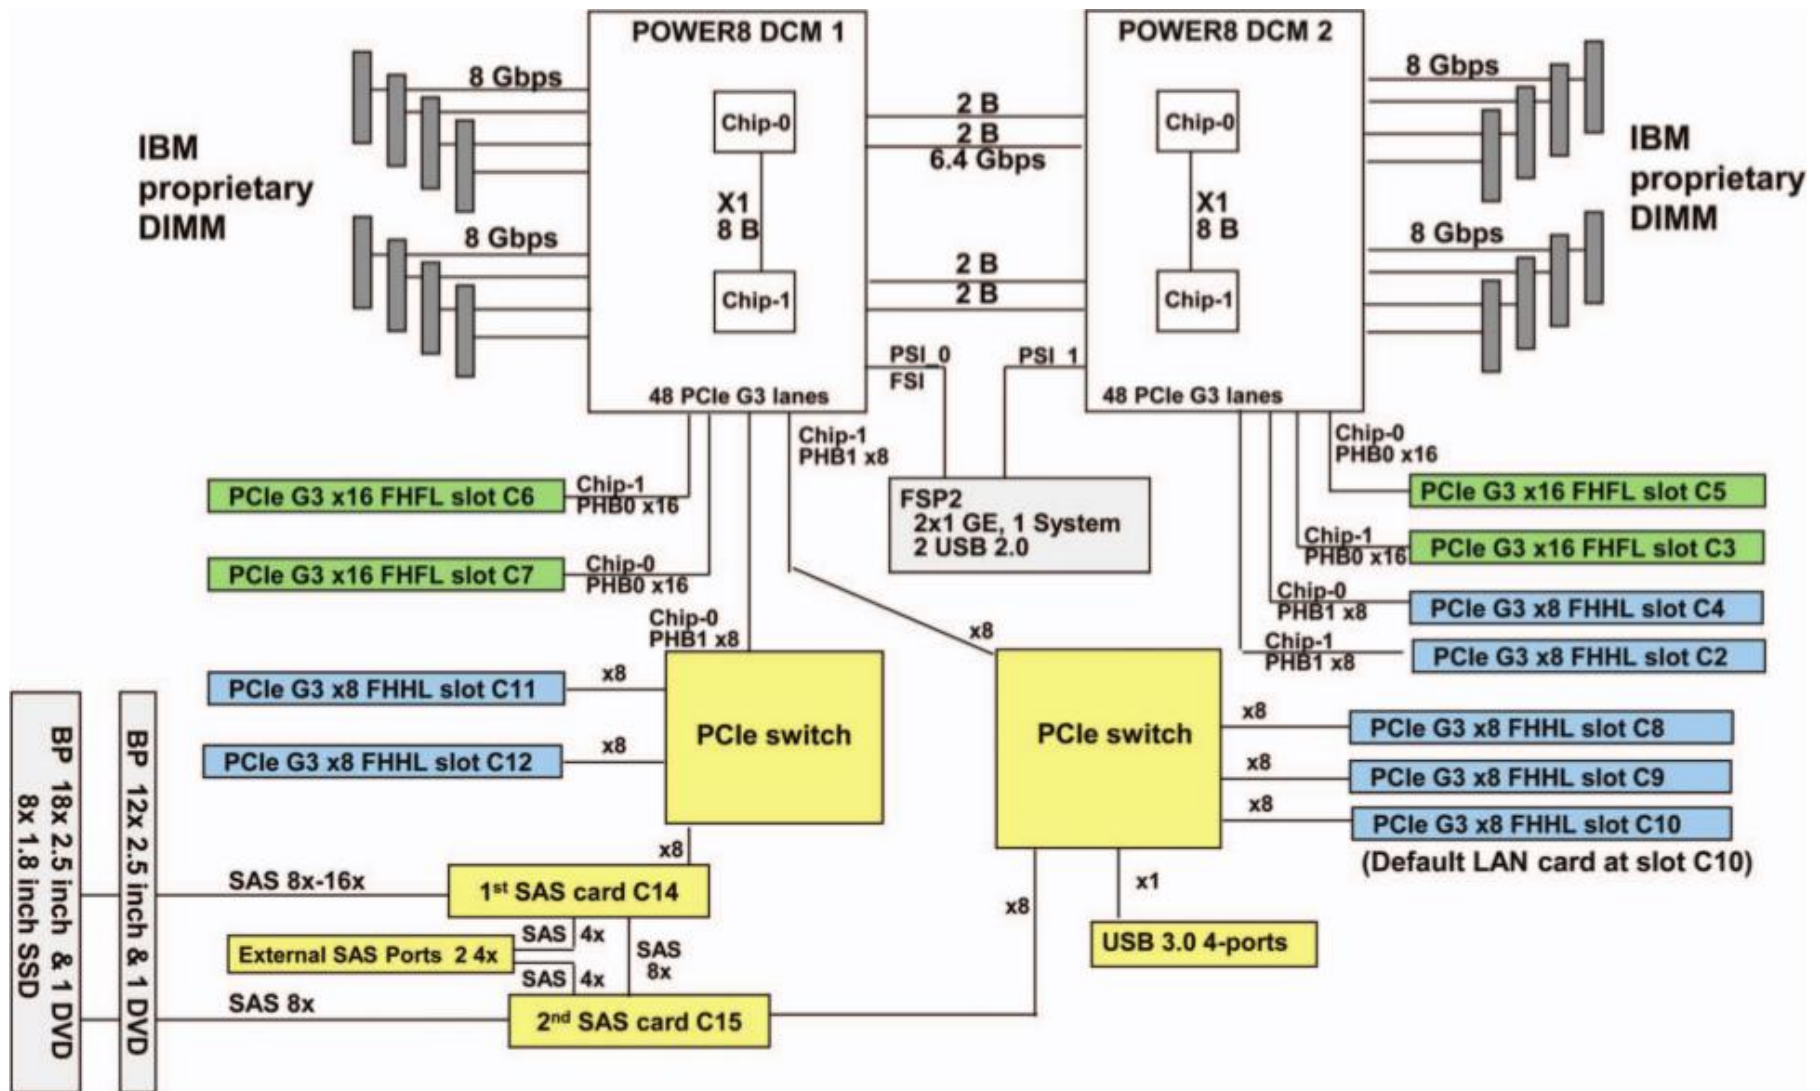 POWER8 DCM 1
POWER8 DCM 2
8 Gbps
8 Gbps
IBM
proprietary
DIMM
IBM
proprietary
DIMM
Chip-0
Chip-0
2 B
2 B
6.4 Gbps
X1
8 B
X1
8 B
8 Gbps
8 Gbps
2 B
2 B
Chip-1
Chip-1
PSI_0
FSI
PSI 1
48 PCIe G3 lanes
48 PCIe G3 lanes
Chip-1
PHB1 x8
Chip-0
PHB0 x16
PCIe G3 x16 FHFL slot C6
Chip-1
PHB0 x16
FSP2
2x1 GE, 1 System
2 USB 2.0
PCIe G3 x16 FHFL slot C5
Chip-1
PHB0 x16
PCIe G3 x16 FHFL slot C3
PCIe G3 x16 FHFL slot C7
Chip-0
PHB0 x16
Chip-0
PHB1 x8
PCIe G3 x8 FHHL slot C4
Chip-0
PHB1 x8
x8
Chip-1
PHB1 x8
PCIe G3 x8 FHHL slot C2
PCIe G3 x8 FHHL slot C11
x8
PCIe switch
PCIe switch
x8
PCIe G3 x8 FHHL slot C8
PCIe G3 x8 FHHL slot C12
x8
x8
PCIe G3 x8 FHHL slot C9
x8
PCIe G3 x8 FHHL slot C10
(Default LAN card at slot C10)
BP 18x 2.5 inch & 1 DVD
8x 1.8 inch SSD
BP 12x 2.5 inch & 1 DVD
x8
SAS 8x-16x
1st SAS card C14
x8
x1
SAS 4x
External SAS Ports 2 4x
SAS
8x
USB 3.0 4-ports
SAS 4x
SAS 8x
2nd SAS card C15